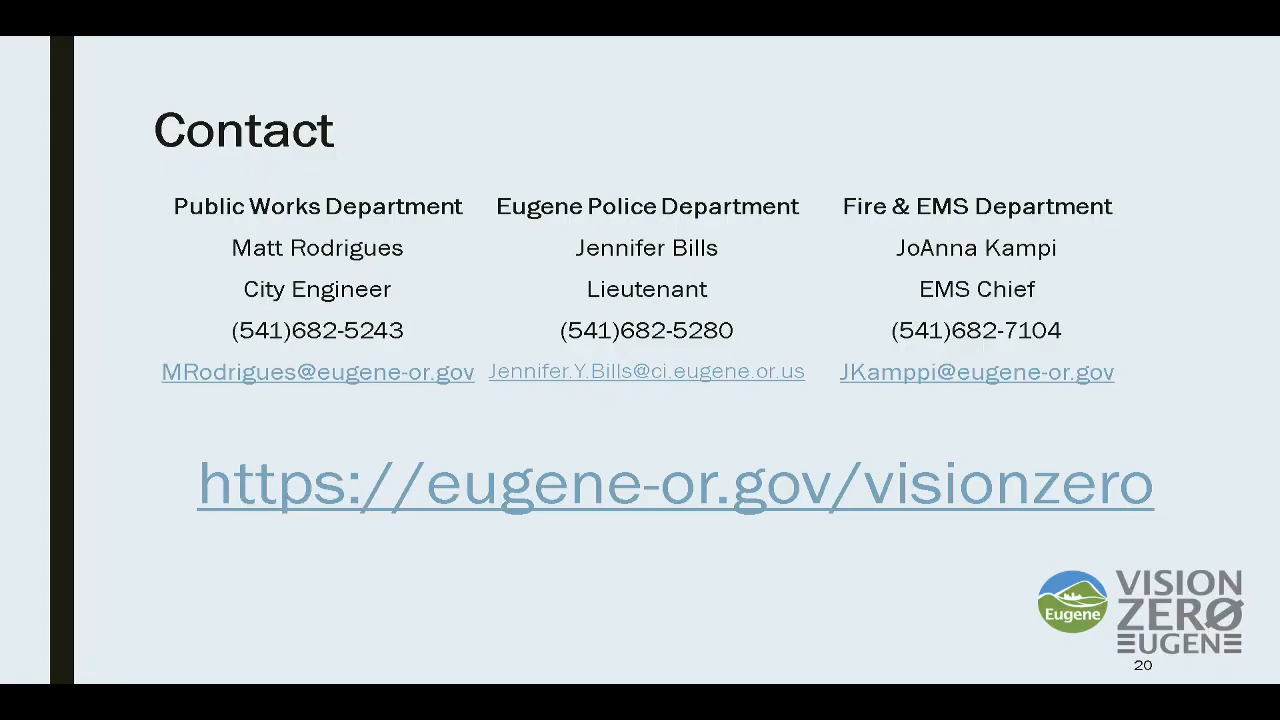 Contact
Public Works Department
Matt Rodrigues
City Engineer
(541)682-5243
MRodrigues@eugene-or.gov
Eugene Police Department
Jennifer Bills
Lieutenant
(541)682-5280
Jennifer.Y.Bills@ci.eugene.or.us
Fire & EMS Department
JoAnna Kampi
EMS Chief
(541)682-7104
JKamppi@eugene-or.gov
https://eugene-or.gov/visionzero
Eugene
VISION
ZERØ
EUGENE
20